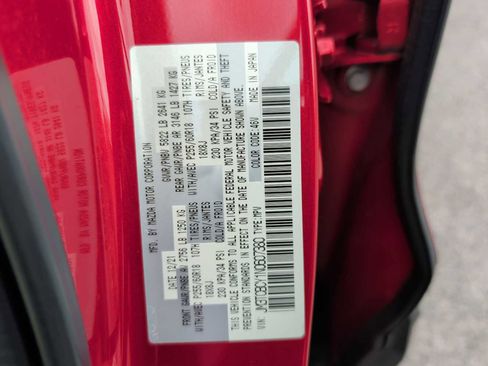 MFD. BY MAZDA MOTOR CORPORATION
DATE 12/21 GVWR/PNBV 5822 LB 2641 KG
FRONT GAWR/PNBE A 2756 LB 1250 KG REAR GAWR/PNBE AR 3146 LB 1427 KG
WITH/AVEC P255/60R18 107H TIRES/PNEUS WITH/AVEC P255/60R18 107H TIRES/PNEUS
18X8J RIMS/JANTES 18X8J RIMS/JANTES
230 KPA/34 PSI COLD/A FROID 230 KPA/34 PSI COLD/A FROID
THIS VEHICLE CONFORMS TO ALL APPLICABLE FEDERAL MOTOR VEHICLE SAFETY AND THEFT
PREVENTION STANDARDS IN EFFECT ON THE DATE OF MANUFACTURE SHOWN ABOVE.
VIN: TYPE:MPV COLOR CODE:46V MADE IN JAPAN